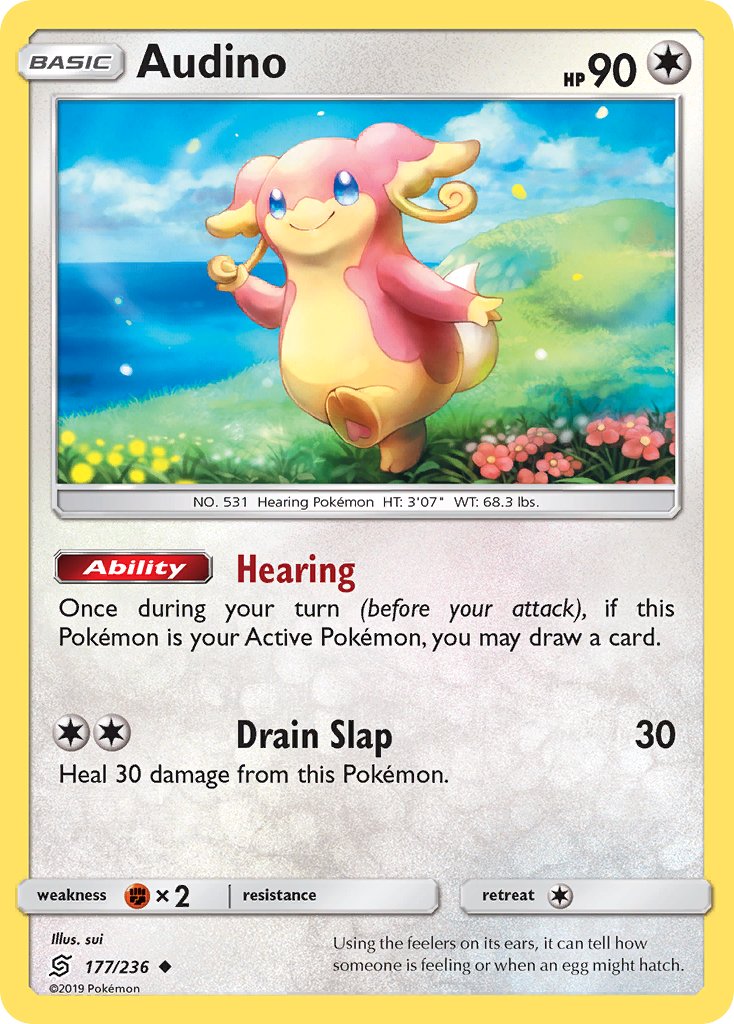 BASIC Audino HP 90
NO. 531 Hearing Pokémon HT: 3'07" WT: 68.3 lbs.
Ability Hearing
Once during your turn (before your attack), if this
Pokémon is your Active Pokémon, you may draw a card.
Drain Slap 30
Heal 30 damage from this Pokémon.
weakness × 2 resistance retreat
Illus. sui
177/236
©2019 Pokémon
Using the feelers on its ears, it can tell how
someone is feeling or when an egg might hatch.